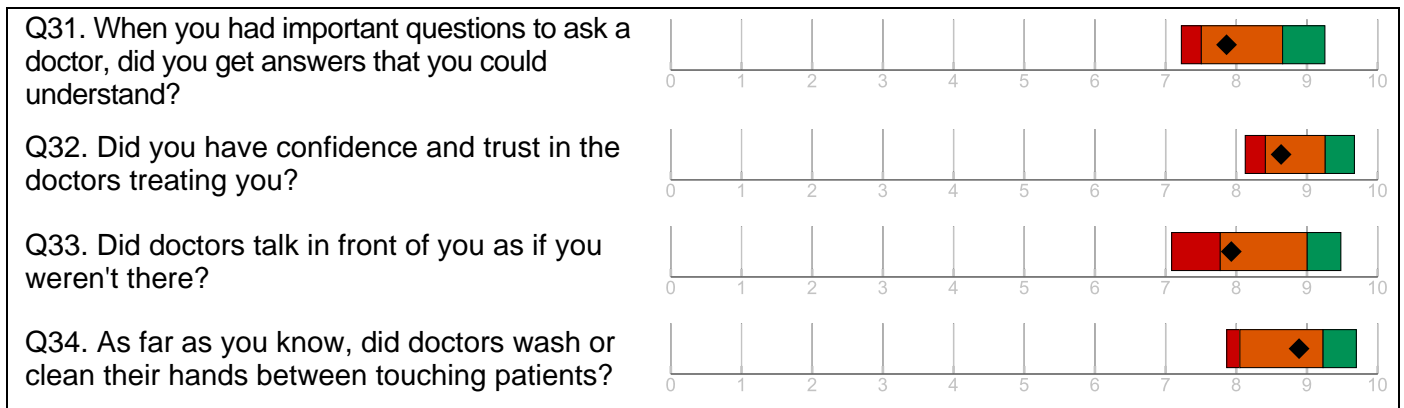 Q31. When you had important questions to ask a
doctor, did you get answers that you could
understand?
0 1 2 3 4 5 6 7 8 9 10
Q32. Did you have confidence and trust in the
doctors treating you?
0 1 2 3 4 5 6 7 8 9 10
Q33. Did doctors talk in front of you as if you
weren't there?
0 1 2 3 4 5 6 7 8 9 10
Q34. As far as you know, did doctors wash or
clean their hands between touching patients?
0 1 2 3 4 5 6 7 8 9 10